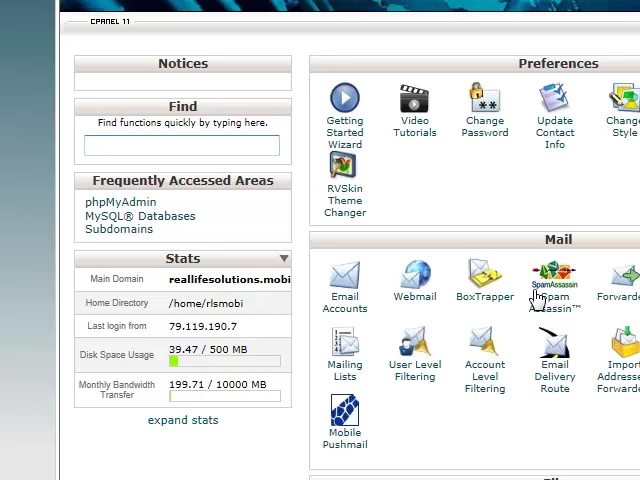 CPANEL 11
Notices
Find
Find functions quickly by typing here.
Frequently Accessed Areas
phpMyAdmin
MySQL® Databases
Subdomains
Stats
Main Domain reallifesolutions.mobi
Home Directory /home/rlsmobi
Last login from 79.119.190.7
Disk Space Usage 39.47 / 500 MB
Monthly Bandwidth Transfer 199.71 / 10000 MB
expand stats
Preferences
Getting Started Wizard
Video Tutorials
Change Password
Update Contact Info
Change Style
RVSkin Theme Changer
Mail
Email Accounts
Webmail
BoxTrapper
SpamAssassin
Spam Assassin™
Forwarde
Mailing Lists
User Level Filtering
Account Level Filtering
Email Delivery Route
Import Addresse Forwarde
Mobile Pushmail